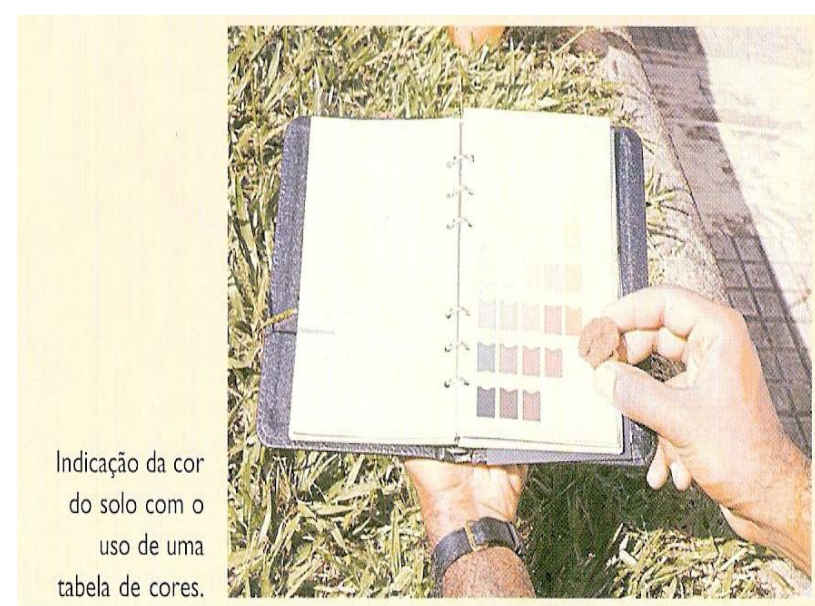 Indicação da cor
do solo com o
uso de uma
tabela de cores.